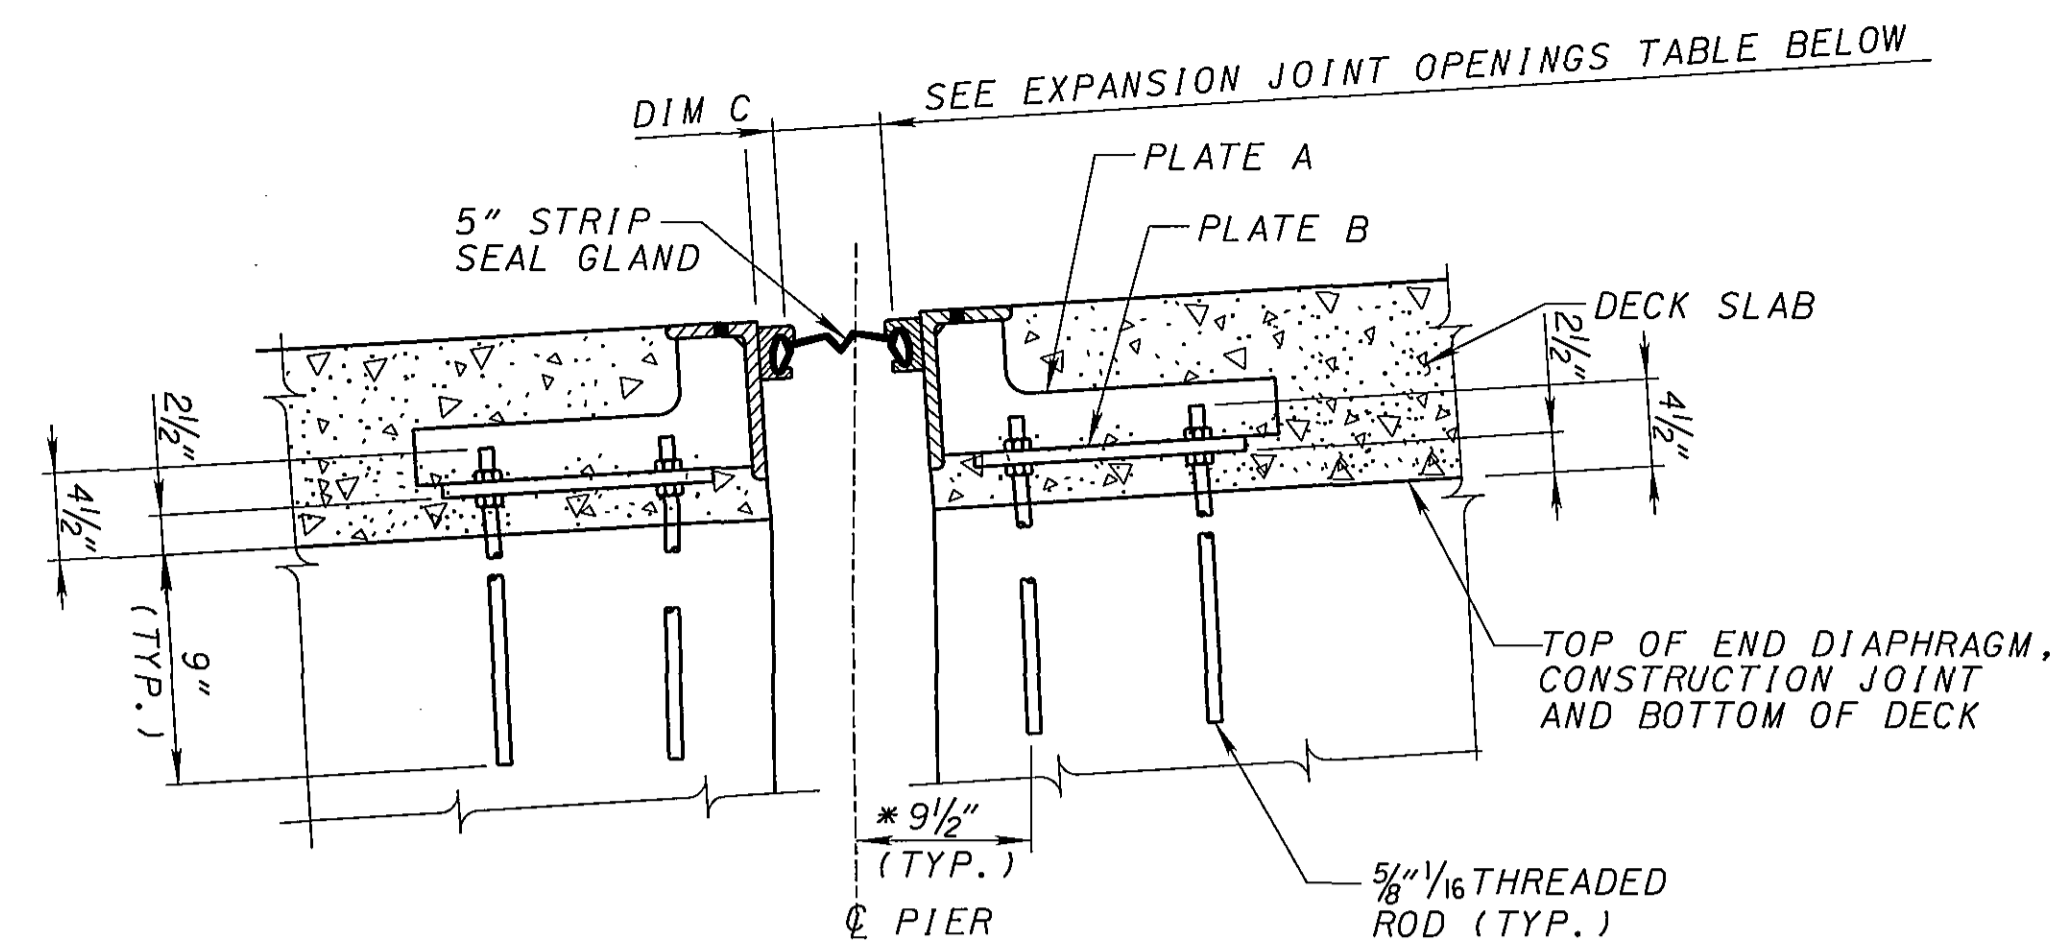 SEE EXPANSION JOINT OPENINGS TABLE BELOW
DIM C
PLATE A
5" STRIP
SEAL GLAND
PLATE B
DECK SLAB
2½"
4½"
2½"
4½"
9"
(TYP.)
TOP OF END DIAPHRAGM,
CONSTRUCTION JOINT
AND BOTTOM OF DECK
* 9½"
(TYP.)
℄ PIER
⅝" 1/16 THREADED
ROD (TYP.)